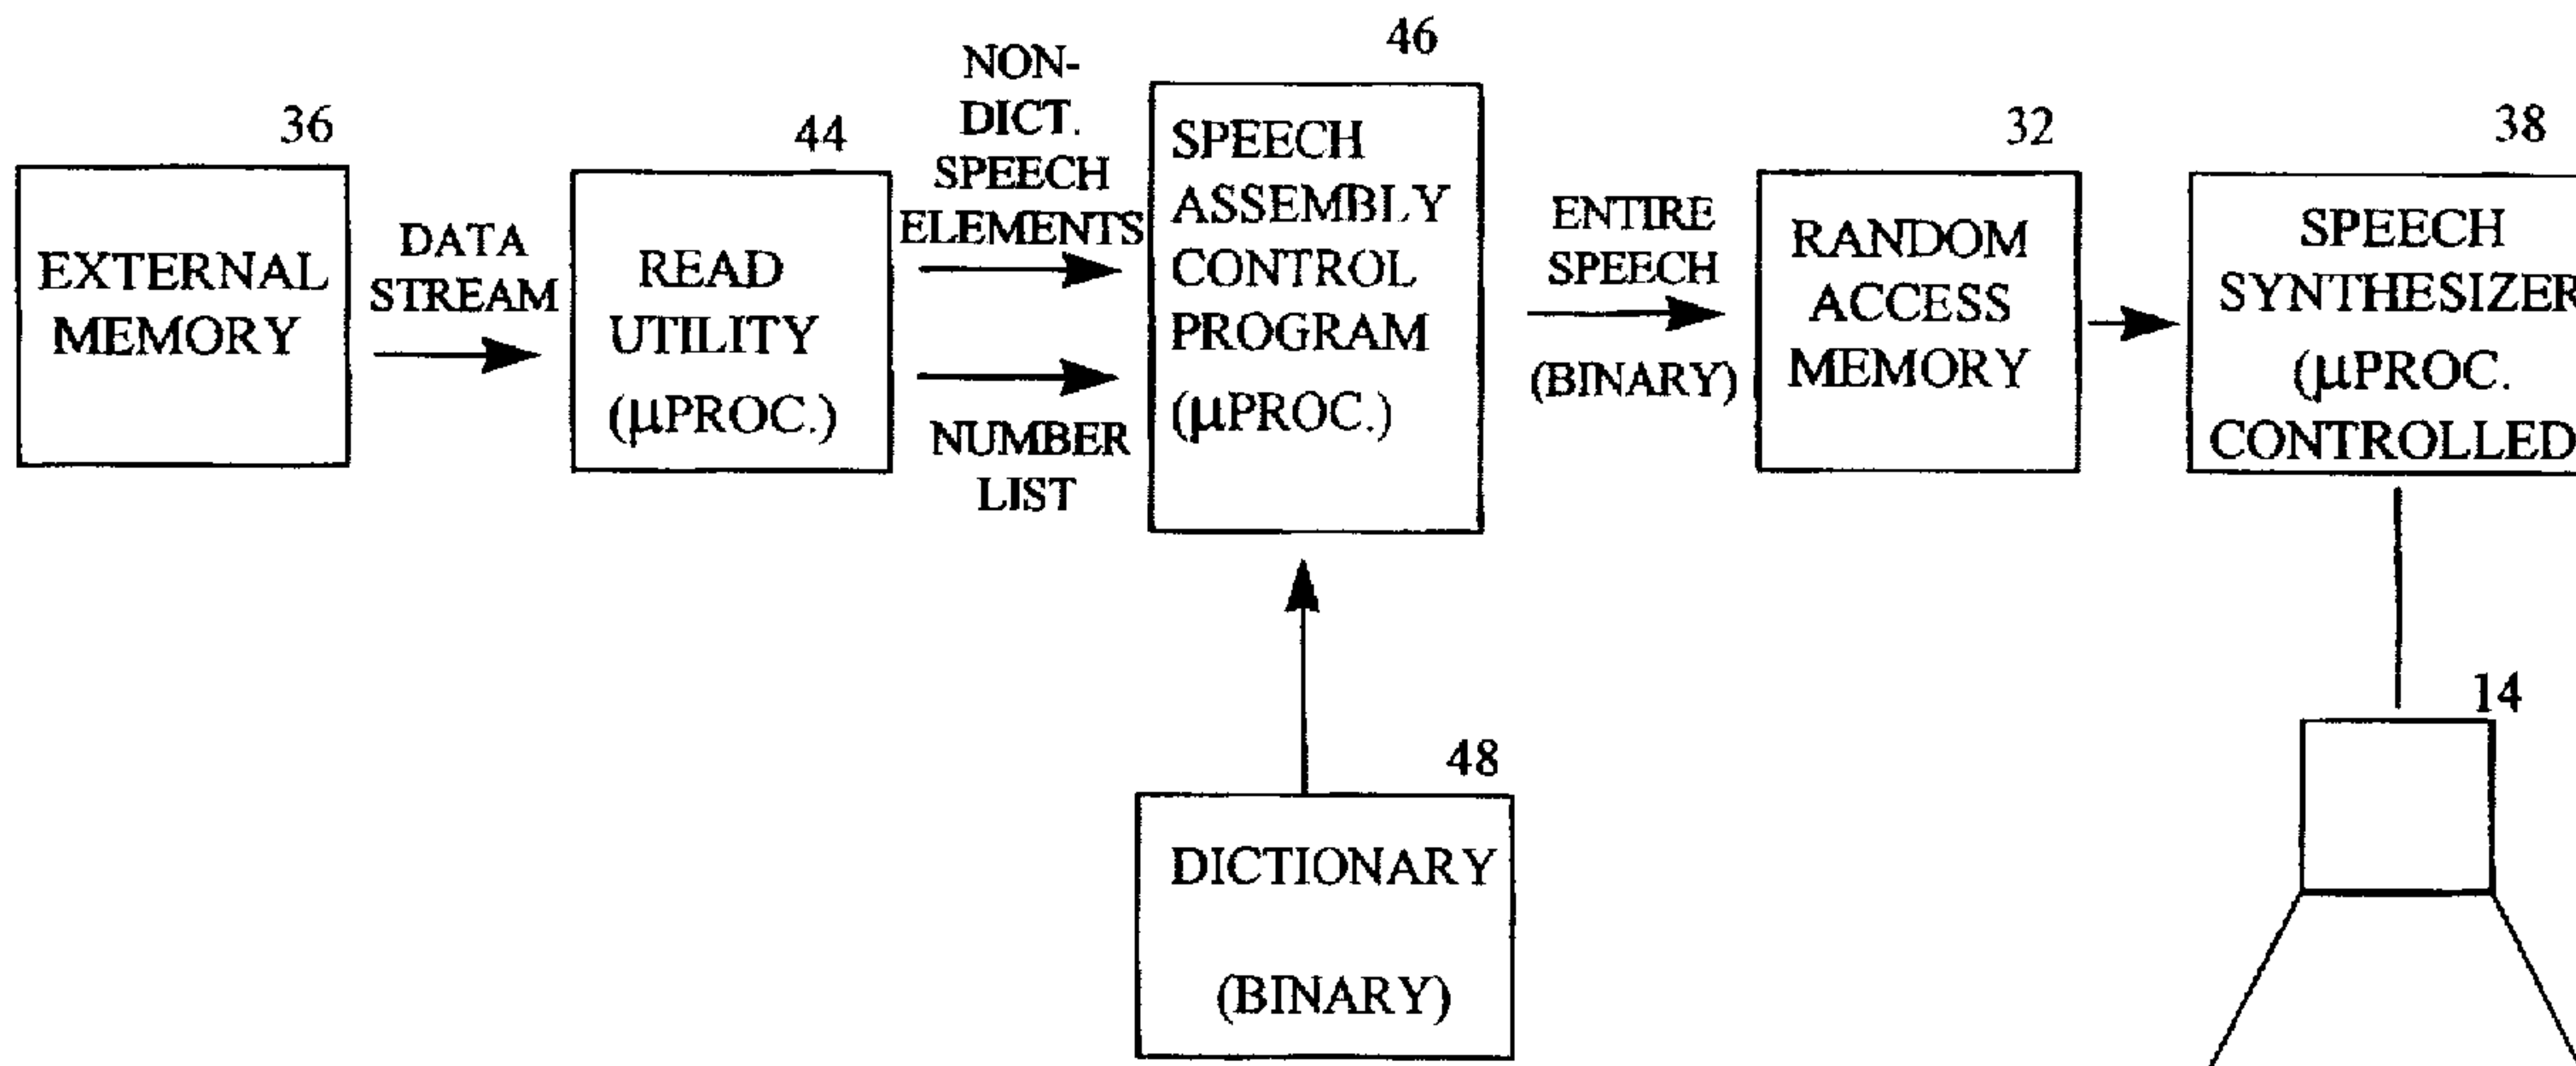 36
EXTERNAL
MEMORY
DATA
STREAM
44
READ
UTILITY
(μPROC.)
NON-
DICT.
SPEECH
ELEMENTS
NUMBER
LIST
46
SPEECH
ASSEMBLY
CONTROL
PROGRAM
(μPROC.)
ENTIRE
SPEECH
(BINARY)
32
RANDOM
ACCESS
MEMORY
38
SPEECH
SYNTHESIZER
(μPROC.
CONTROLLED
14
48
DICTIONARY
(BINARY)